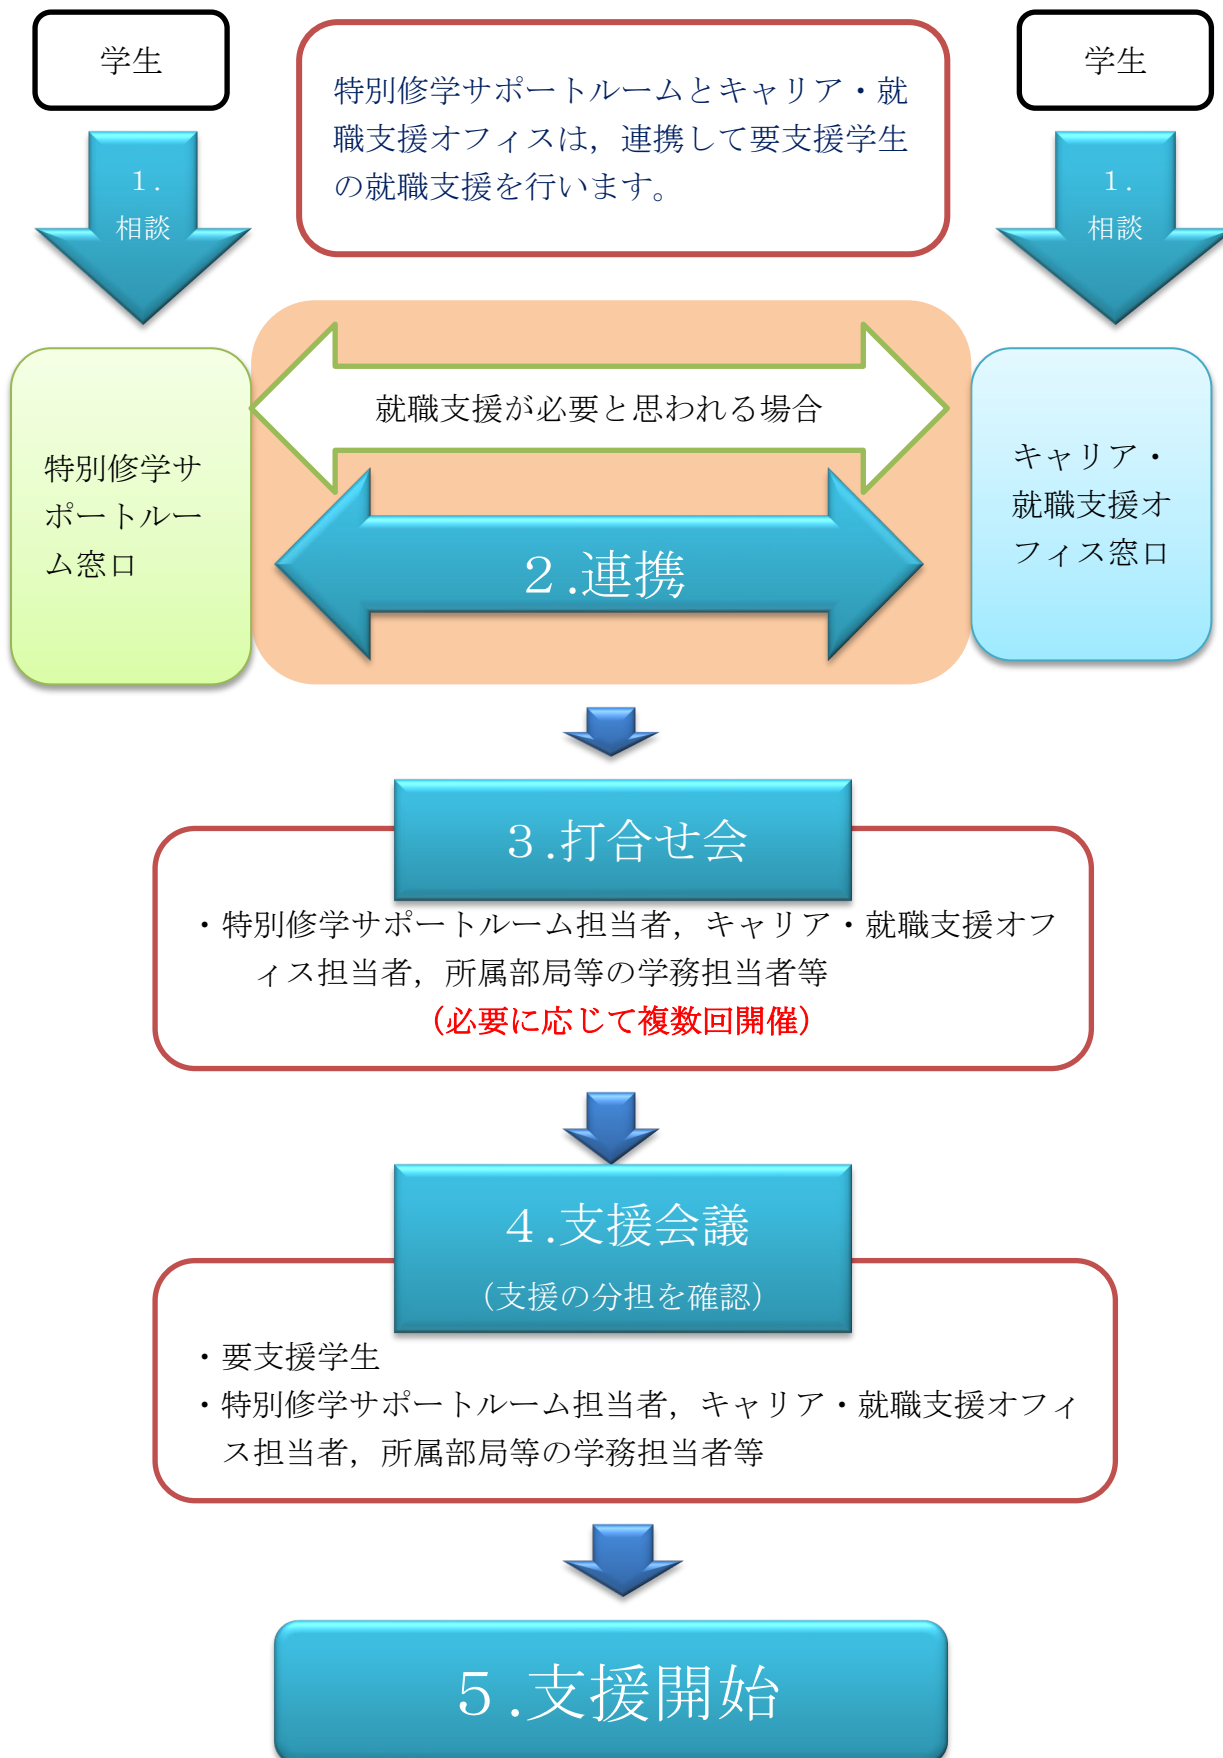 学生
特別修学サポートルームとキャリア・就
職支援オフィスは，連携して要支援学生
の就職支援を行います。
学生
１．
相談
１．
相談
就職支援が必要と思われる場合
特別修学サ
ポートルー
ム窓口
キャリア・
就職支援オ
フィス窓口
２．連携
３．打合せ会
・特別修学サポートルーム担当者，キャリア・就職支援オフ
ィス担当者，所属部局等の学務担当者等
（必要に応じて複数回開催）
４．支援会議
（支援の分担を確認）
・要支援学生
・特別修学サポートルーム担当者，キャリア・就職支援オフィ
ス担当者，所属部局等の学務担当者等
５．支援開始